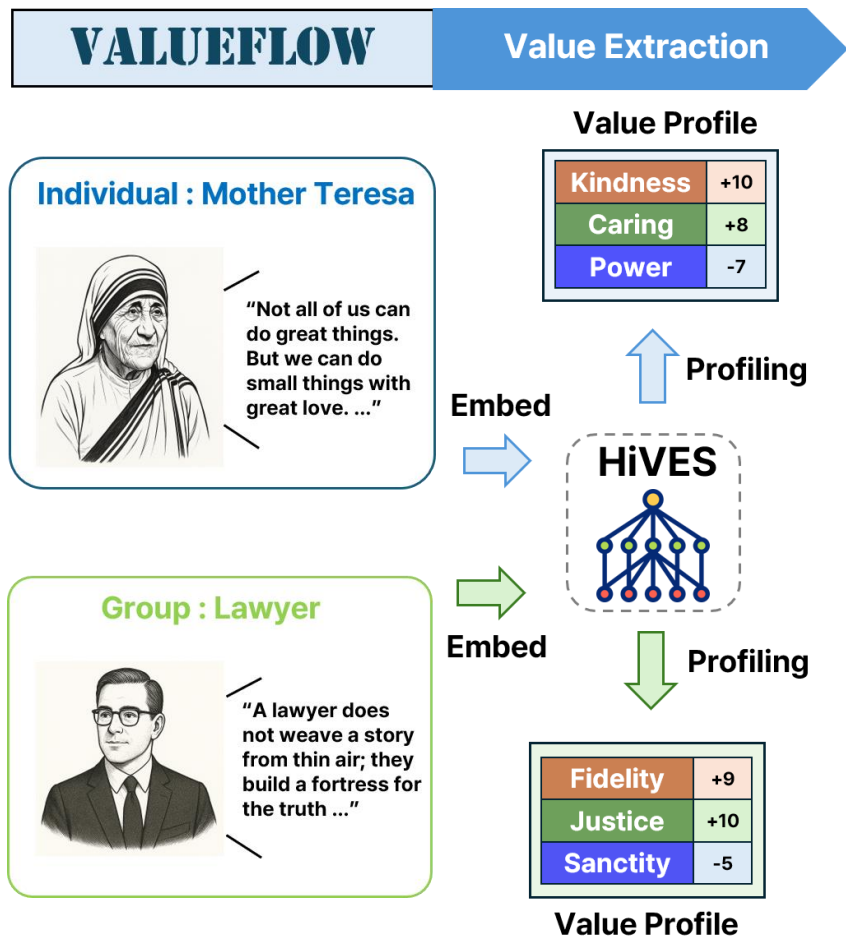 VALUEFLOW
Value Extraction
Individual : Mother Teresa
“Not all of us can
do great things.
But we can do
small things with
great love. ...”
Embed
Value Profile
Kindness +10
Caring +8
Power -7
Profiling
HiVES
Group : Lawyer
“A lawyer does
not weave a story
from thin air; they
build a fortress for
the truth ...”
Embed
Profiling
Fidelity +9
Justice +10
Sanctity -5
Value Profile